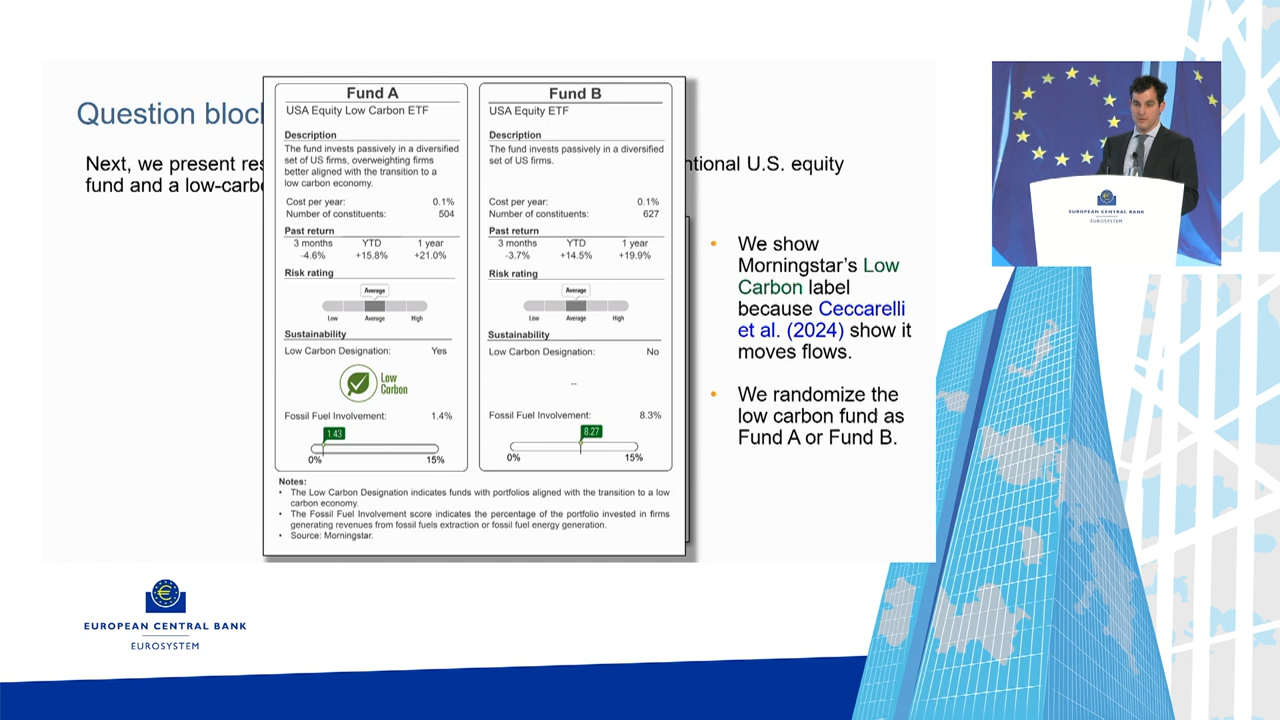 Question bloc
Next, we present res
fund and a low-carb
ntional U.S. equity
Fund A
USA Equity Low Carbon ETF
Description
The fund invests passively in a diversified
set of US firms, overweighting firms
better aligned with the transition to a
low carbon economy.
Cost per year: 0.1%
Number of constituents: 504
Past return
3 months YTD 1 year
-4.6% +15.8% +21.0%
Risk rating
Average
Low Average High
Sustainability
Low Carbon Designation: Yes
Low
Carbon
Fossil Fuel Involvement: 1.4%
1.43
0% 15%
Fund B
USA Equity ETF
Description
The fund invests passively in a diversified
set of US firms.
Cost per year: 0.1%
Number of constituents: 627
Past return
3 months YTD 1 year
-3.7% +14.5% +19.9%
Risk rating
Average
Low Average High
Sustainability
Low Carbon Designation: No
--
Fossil Fuel Involvement: 8.3%
8.27
0% 15%
Notes:
• The Low Carbon Designation indicates funds with portfolios aligned with the transition to a low
carbon economy.
• The Fossil Fuel Involvement score indicates the percentage of the portfolio invested in firms
generating revenues from fossil fuels extraction or fossil fuel energy generation.
• Source: Morningstar.
• We show
Morningstar's Low
Carbon label
because Ceccarelli
et al. (2024) show it
moves flows.
• We randomize the
low carbon fund as
Fund A or Fund B.
EUROPEAN CENTRAL BANK
EUROSYSTEM
EUROPEAN CENTRAL BANK
EUROSYSTEM